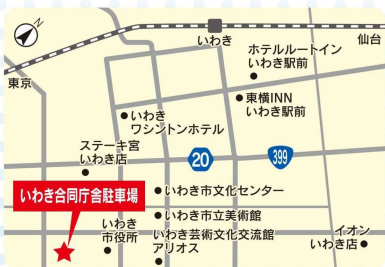 N
いわき
仙台
東京
ホテルルートイン
いわき駅前
東横INN
いわき駅前
いわき
ワシントンホテル
ステーキ宮
いわき店
20
399
いわき合同庁舎駐車場
いわき市文化センター
いわき市立美術館
いわき
市役所
いわき芸術文化交流館
アリオス
イオン
いわき店